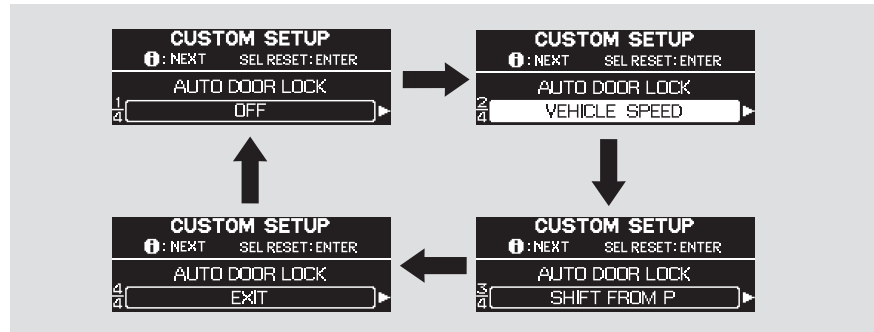 CUSTOM SETUP
i : NEXT SEL RESET : ENTER
AUTO DOOR LOCK
1/4 OFF
CUSTOM SETUP
i : NEXT SEL RESET : ENTER
AUTO DOOR LOCK
2/4 VEHICLE SPEED
CUSTOM SETUP
i : NEXT SEL RESET : ENTER
AUTO DOOR LOCK
3/4 SHIFT FROM P
CUSTOM SETUP
i : NEXT SEL RESET : ENTER
AUTO DOOR LOCK
4/4 EXIT